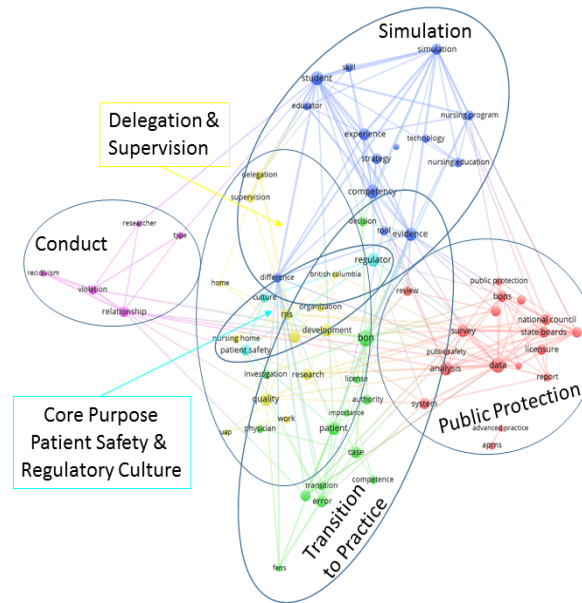 Simulation
simulation
skill
student
educator
nursing program
Delegation &
Supervision
experience
technology
strategy
nursing education
delegation
competency
supervision
decision
researcher
tool
evidence
type
Conduct
regulator
recidivism
home
difference
british columbia
public protection
violation
culture
review
bons
relationship
rns
organization
national council
development
survey
state boards
nursing home
bon
patient safety
public safety
licensure
investigation
research
analysis
data
report
license
Core Purpose
Patient Safety &
Regulatory Culture
quality
authority
system
Public Protection
importance
work
uap
physician
patient
advanced practice
case
aprns
transition
competence
error
Transition
to Practice
fens